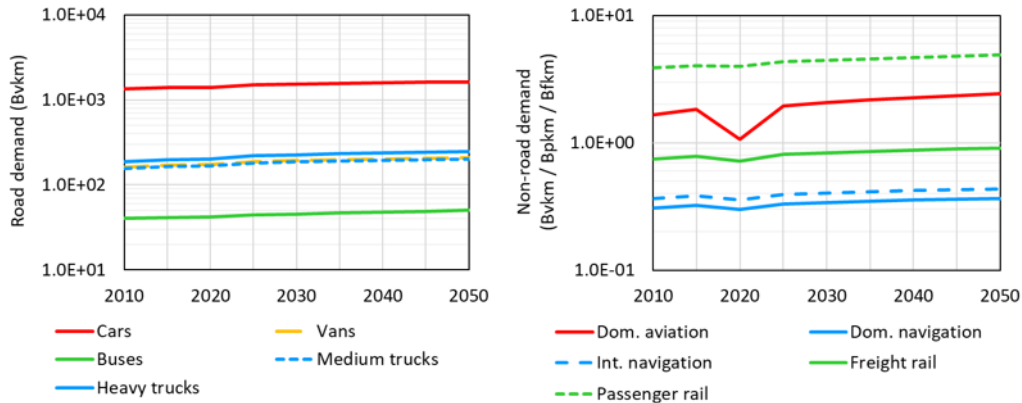 Road demand (Bvkm)
1.0E+04
1.0E+03
1.0E+02
1.0E+01
2010 2020 2030 2040 2050
Cars Vans
Buses Medium trucks
Heavy trucks
Non-road demand
(Bvkm / Bpkm / Bfkm)
1.0E+01
1.0E+00
1.0E-01
2010 2020 2030 2040 2050
Dom. aviation Dom. navigation
Int. navigation Freight rail
Passenger rail